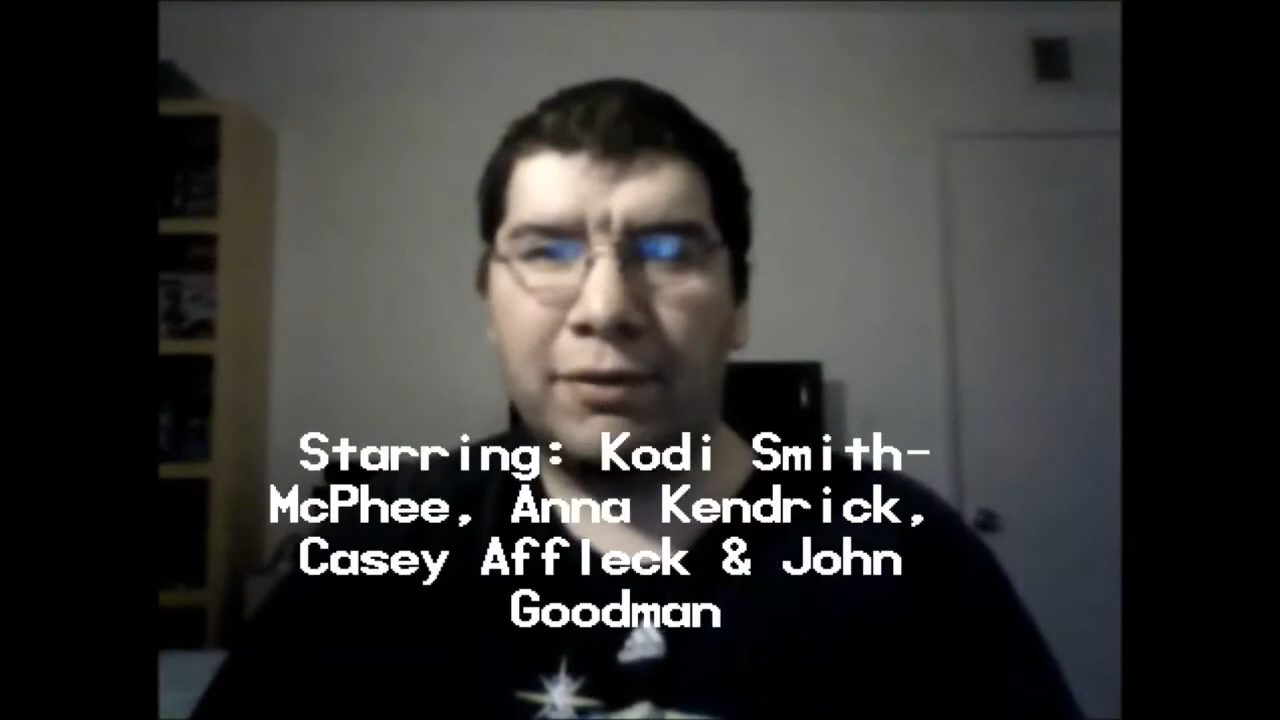 Starring: Kodi Smith-
McPhee, Anna Kendrick,
Casey Affleck & John
Goodman